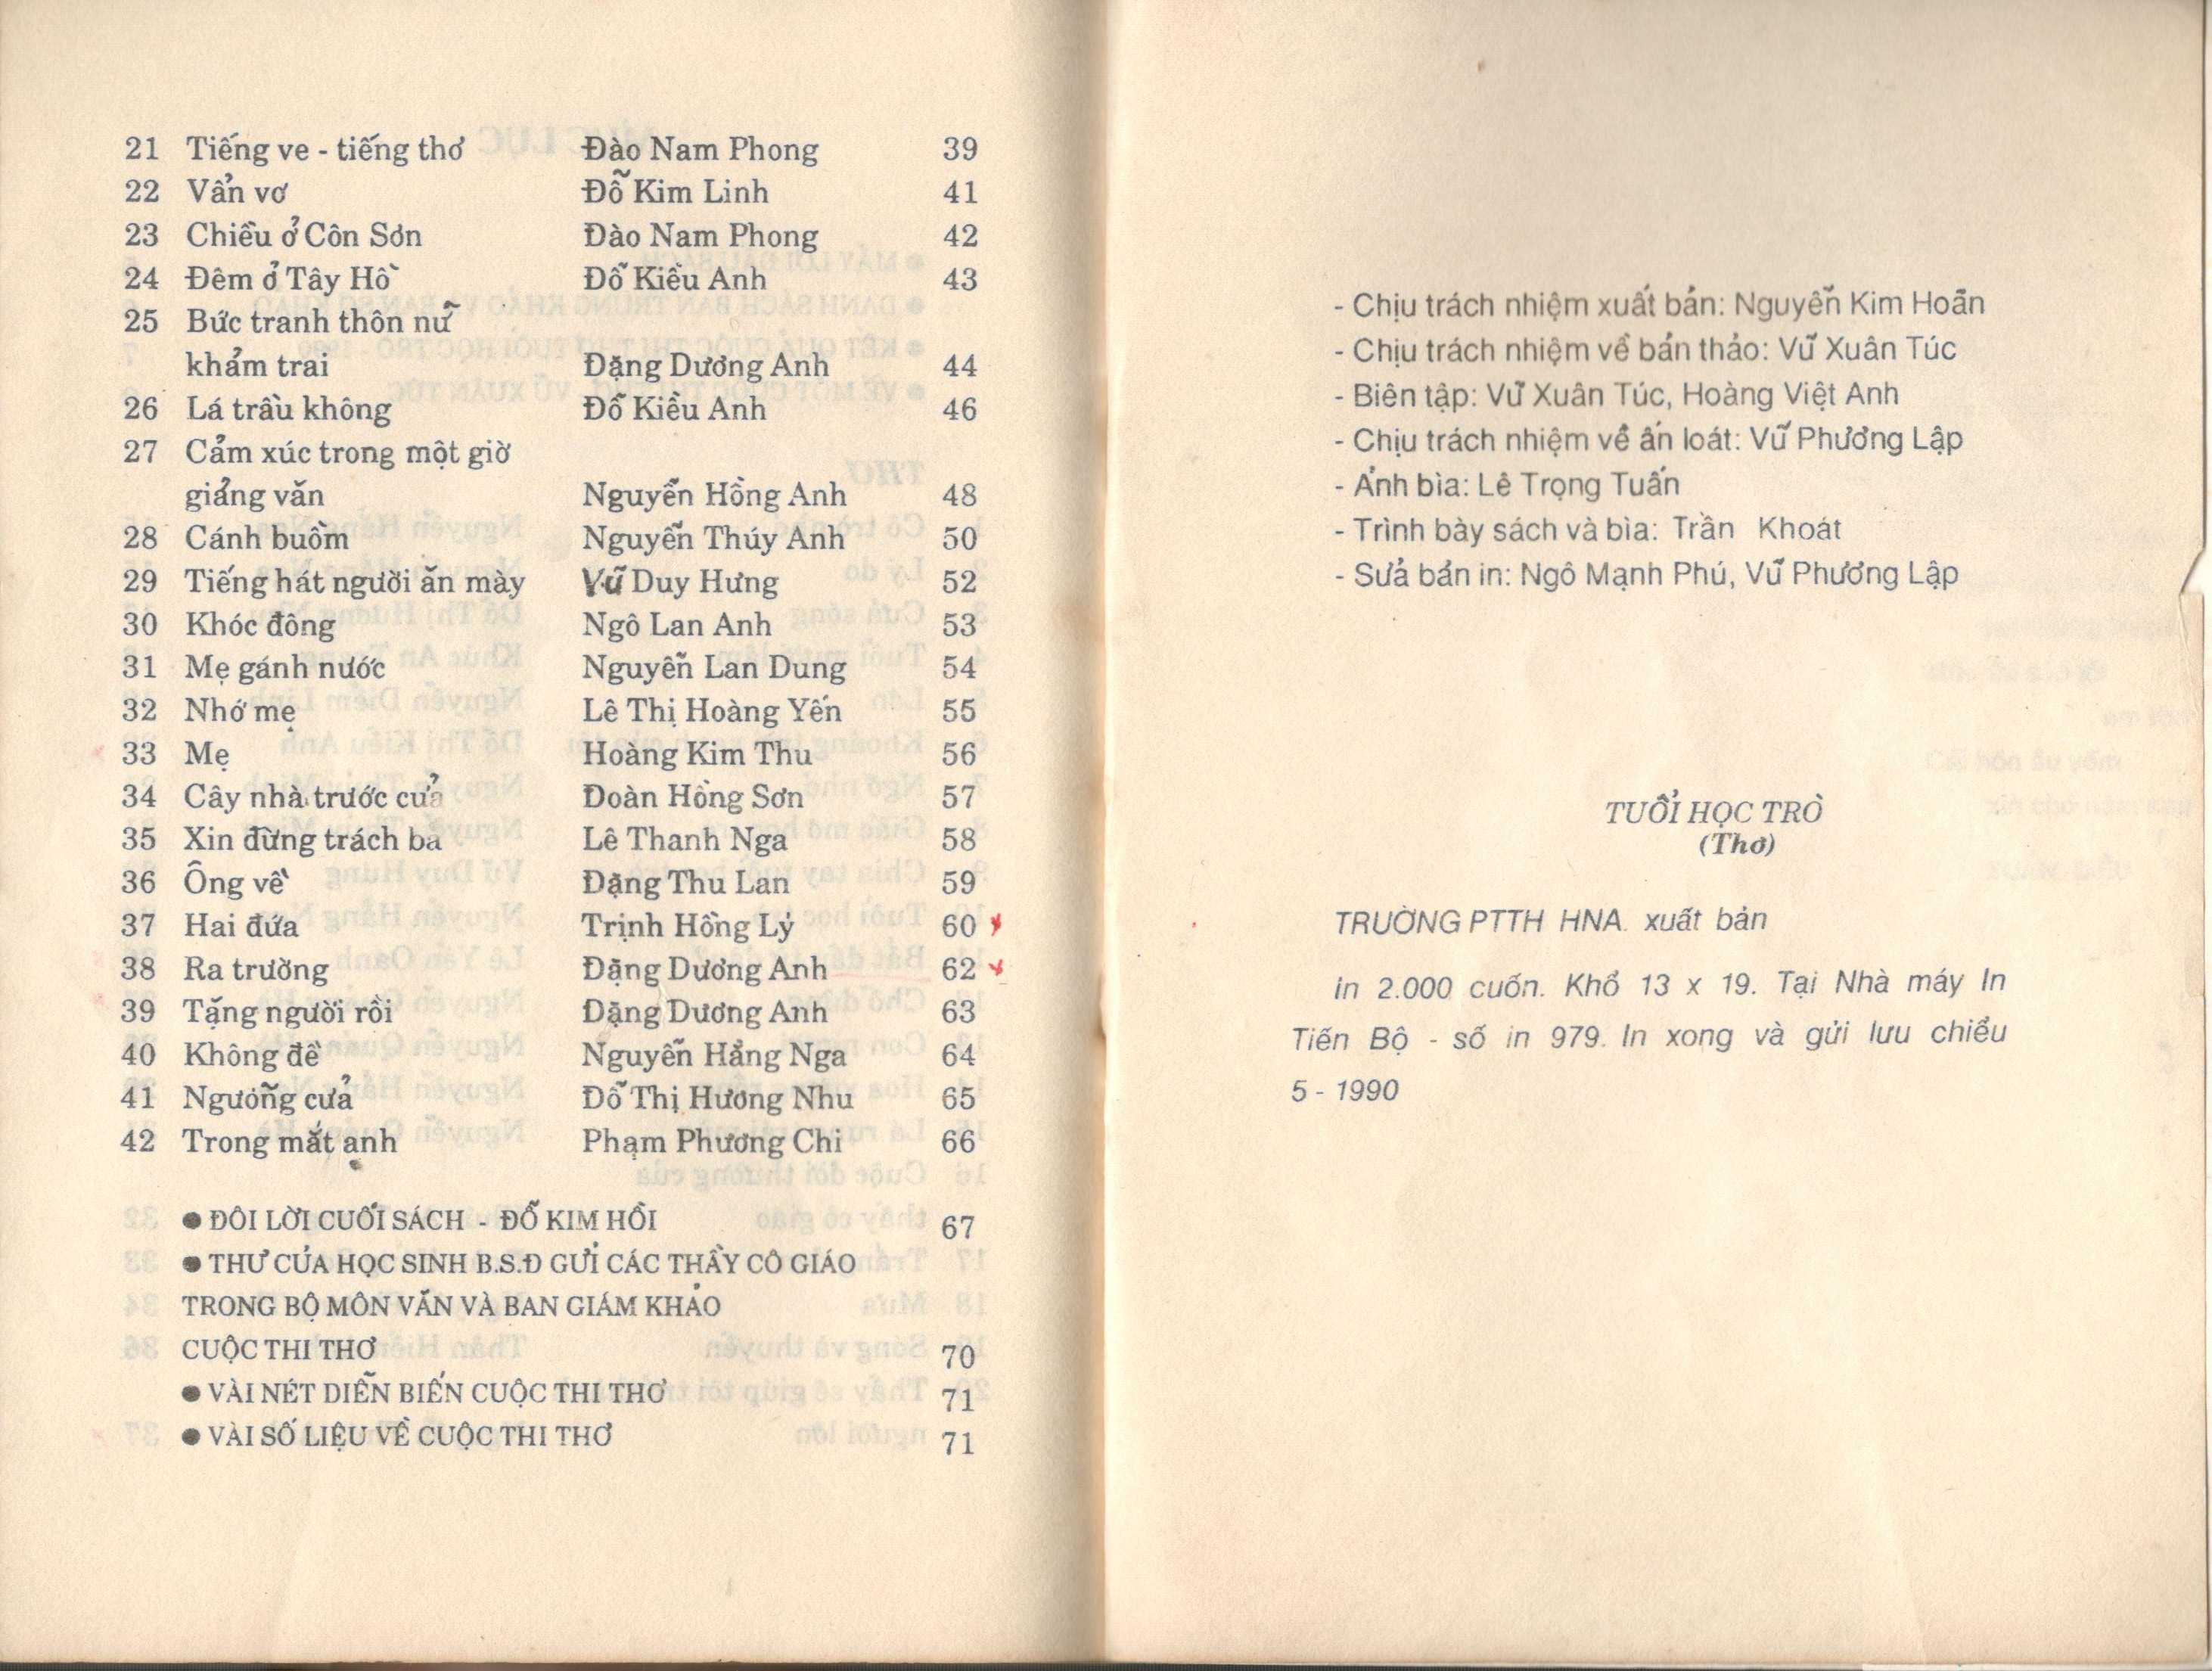 21 Tiếng ve - tiếng thơ Đào Nam Phong 39
22 Vẩn vơ Đỗ Kim Linh 41
23 Chiều ở Côn Sơn Đào Nam Phong 42
24 Đêm ở Tây Hồ Đỗ Kiều Anh 43
25 Bức tranh thôn nữ
khảm trai Đặng Dương Anh 44
26 Lá trầu không Đỗ Kiều Anh 46
27 Cảm xúc trong một giờ
giảng văn Nguyễn Hồng Anh 48
28 Cánh buồm Nguyễn Thúy Anh 50
29 Tiếng hát người ăn mày Vũ Duy Hưng 52
30 Khóc đông Ngô Lan Anh 53
31 Mẹ gánh nước Nguyễn Lan Dung 54
32 Nhớ mẹ Lê Thị Hoàng Yến 55
33 Mẹ Hoàng Kim Thu 56
34 Cây nhà trước cửa Đoàn Hồng Sơn 57
35 Xin đừng trách bà Lê Thanh Nga 58
36 Ông về Đặng Thu Lan 59
37 Hai đứa Trịnh Hồng Lý 60
38 Ra trường Đặng Dương Anh 62
39 Tặng người rồi Đặng Dương Anh 63
40 Không đề Nguyễn Hằng Nga 64
41 Ngưỡng cửa Đỗ Thị Hương Nhu 65
42 Trong mắt anh Phạm Phương Chi 66
● ĐÔI LỜI CUỐI SÁCH - ĐỖ KIM HỒI 67
● THƯ CỦA HỌC SINH B.S.Đ GỬI CÁC THẦY CÔ GIÁO
TRONG BỘ MÔN VĂN VÀ BAN GIÁM KHẢO
CUỘC THI THƠ 70
● VÀI NÉT DIỄN BIẾN CUỘC THI THƠ 71
● VÀI SỐ LIỆU VỀ CUỘC THI THƠ 71
- Chịu trách nhiệm xuất bản: Nguyễn Kim Hoãn
- Chịu trách nhiệm về bản thảo: Vũ Xuân Túc
- Biên tập: Vũ Xuân Túc, Hoàng Việt Anh
- Chịu trách nhiệm về ấn loát: Vũ Phương Lập
- Ảnh bìa: Lê Trọng Tuấn
- Trình bày sách và bìa: Trần Khoát
- Sửa bản in: Ngô Mạnh Phú, Vũ Phương Lập
TUỔI HỌC TRÒ
(Thơ)
TRƯỜNG PTTH HNA. xuất bản
in 2.000 cuốn. Khổ 13 x 19. Tại Nhà máy In
Tiến Bộ - số in 979. In xong và gửi lưu chiểu
5 - 1990